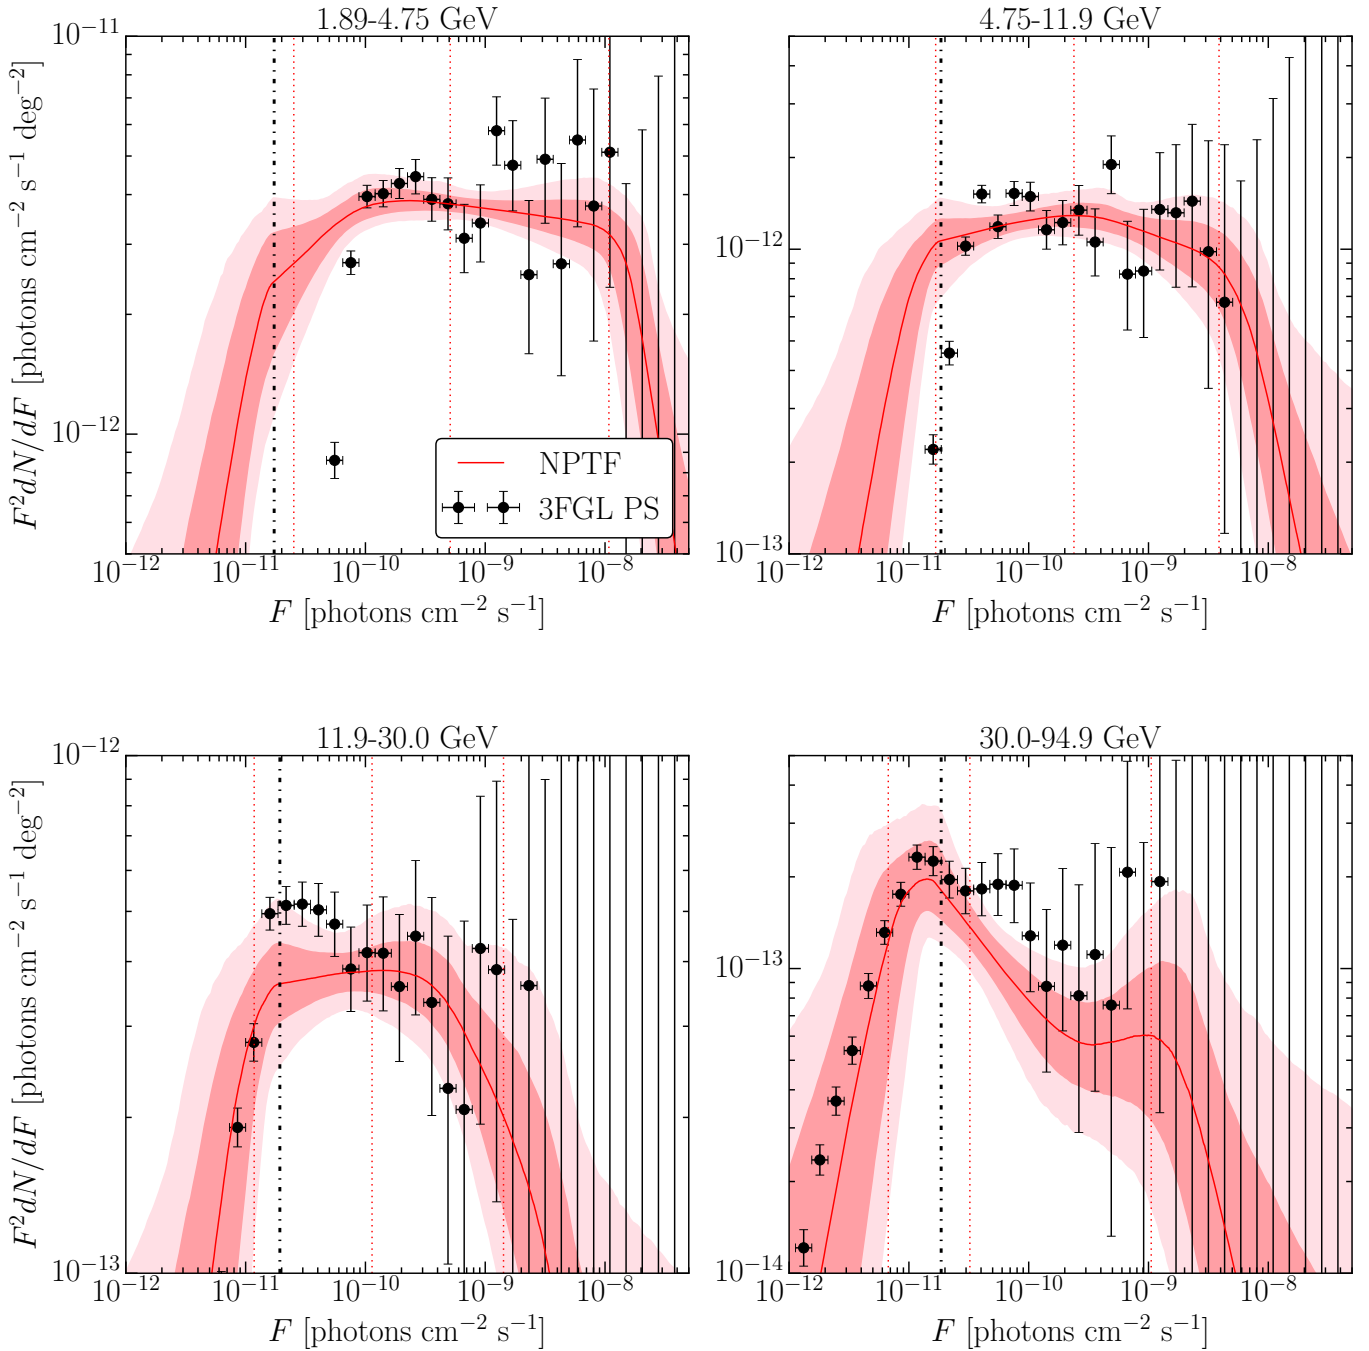 1.89-4.75 GeV
4.75-11.9 GeV
F²dN/dF [photons cm⁻² s⁻¹ deg⁻²]
10⁻¹¹
10⁻¹²
10⁻¹²
10⁻¹³
NPTF
3FGL PS
10⁻¹² 10⁻¹¹ 10⁻¹⁰ 10⁻⁹ 10⁻⁸
10⁻¹² 10⁻¹¹ 10⁻¹⁰ 10⁻⁹ 10⁻⁸
F [photons cm⁻² s⁻¹]
F [photons cm⁻² s⁻¹]
11.9-30.0 GeV
30.0-94.9 GeV
F²dN/dF [photons cm⁻² s⁻¹ deg⁻²]
10⁻¹²
10⁻¹³
10⁻¹³
10⁻¹⁴
10⁻¹² 10⁻¹¹ 10⁻¹⁰ 10⁻⁹ 10⁻⁸
10⁻¹² 10⁻¹¹ 10⁻¹⁰ 10⁻⁹ 10⁻⁸
F [photons cm⁻² s⁻¹]
F [photons cm⁻² s⁻¹]